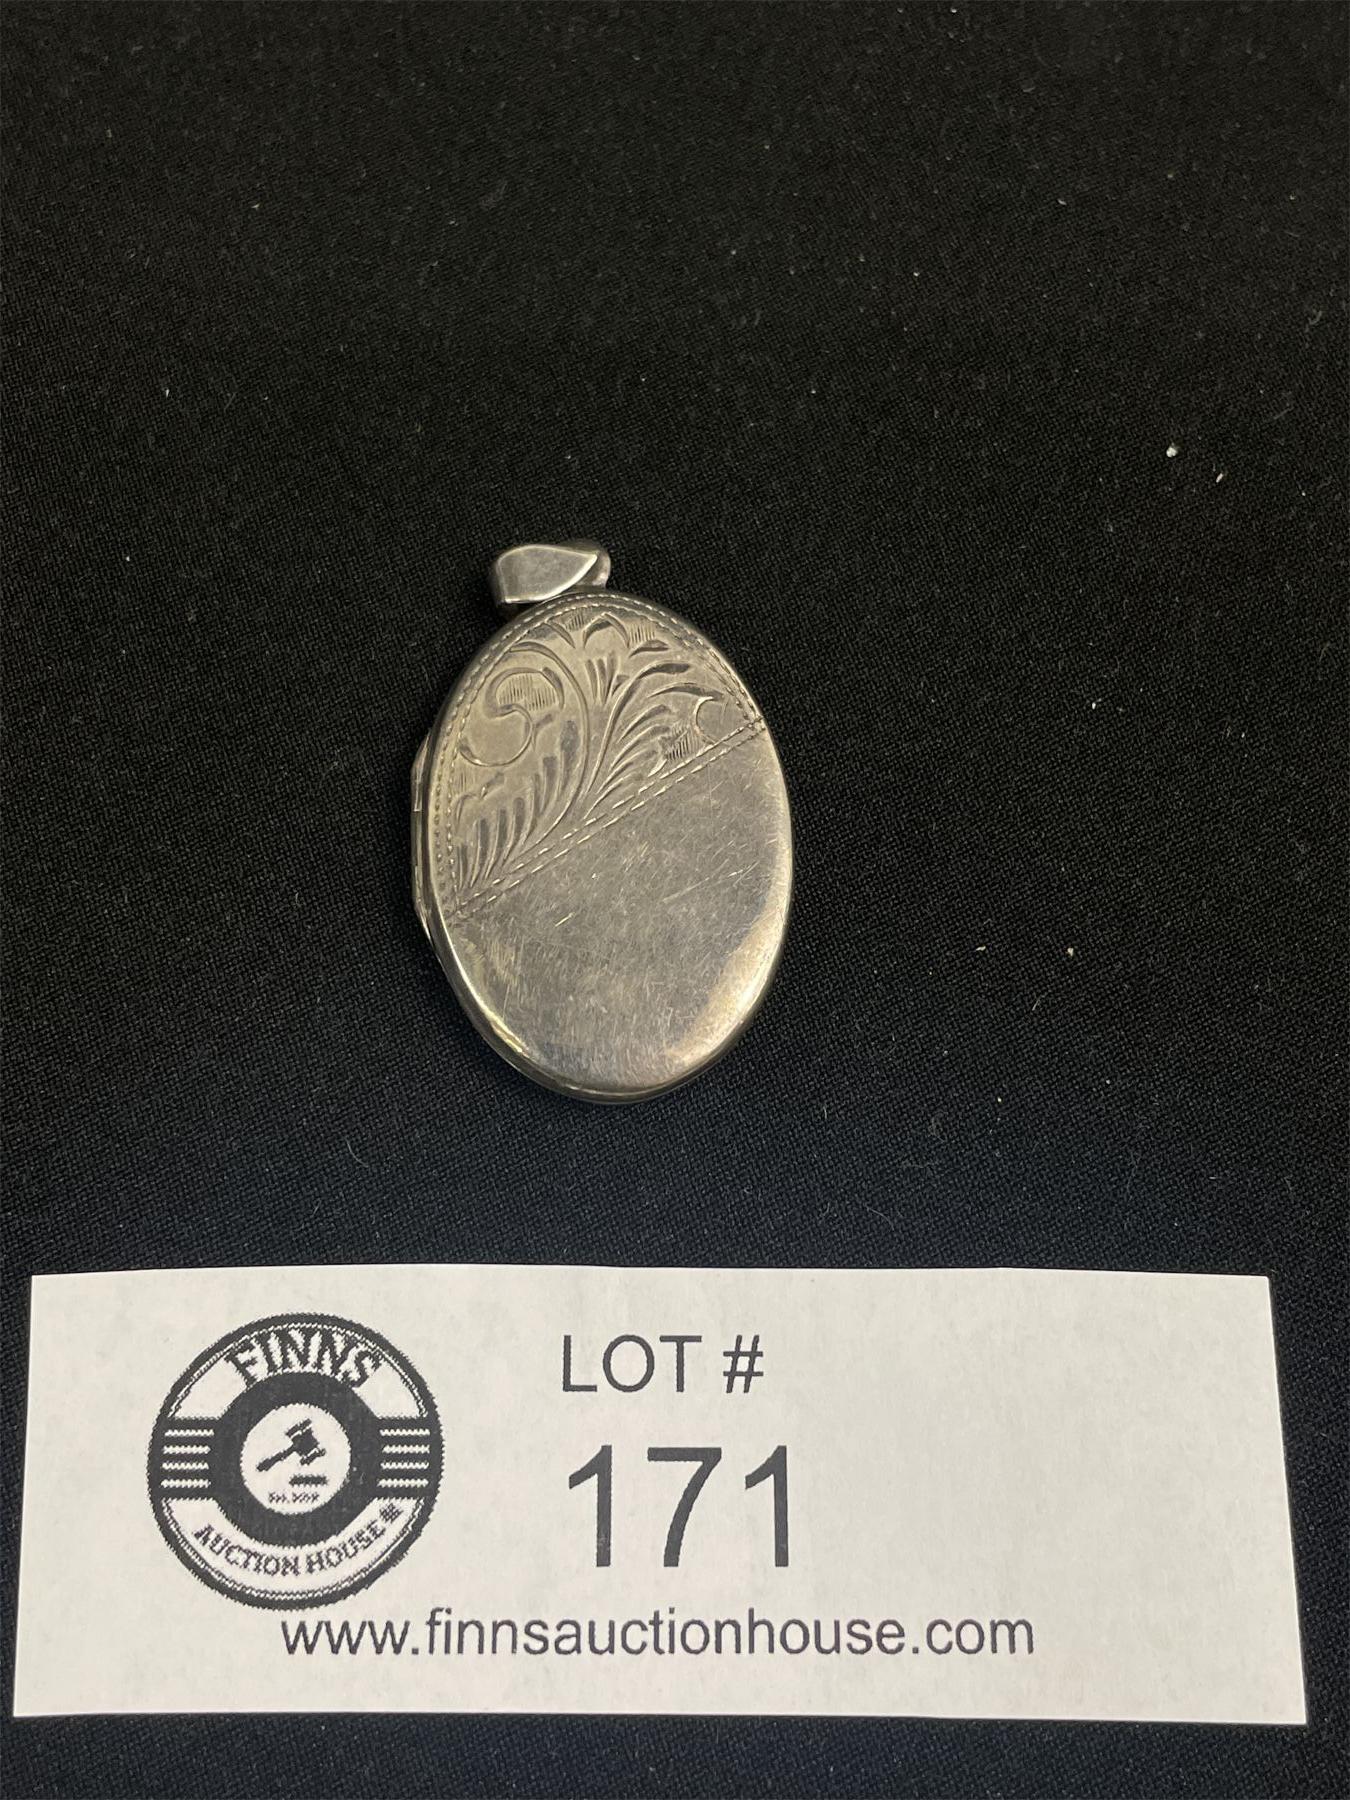 FINNS
AUCTION HOUSE
LOT #
171
www.finnsauctionhouse.com